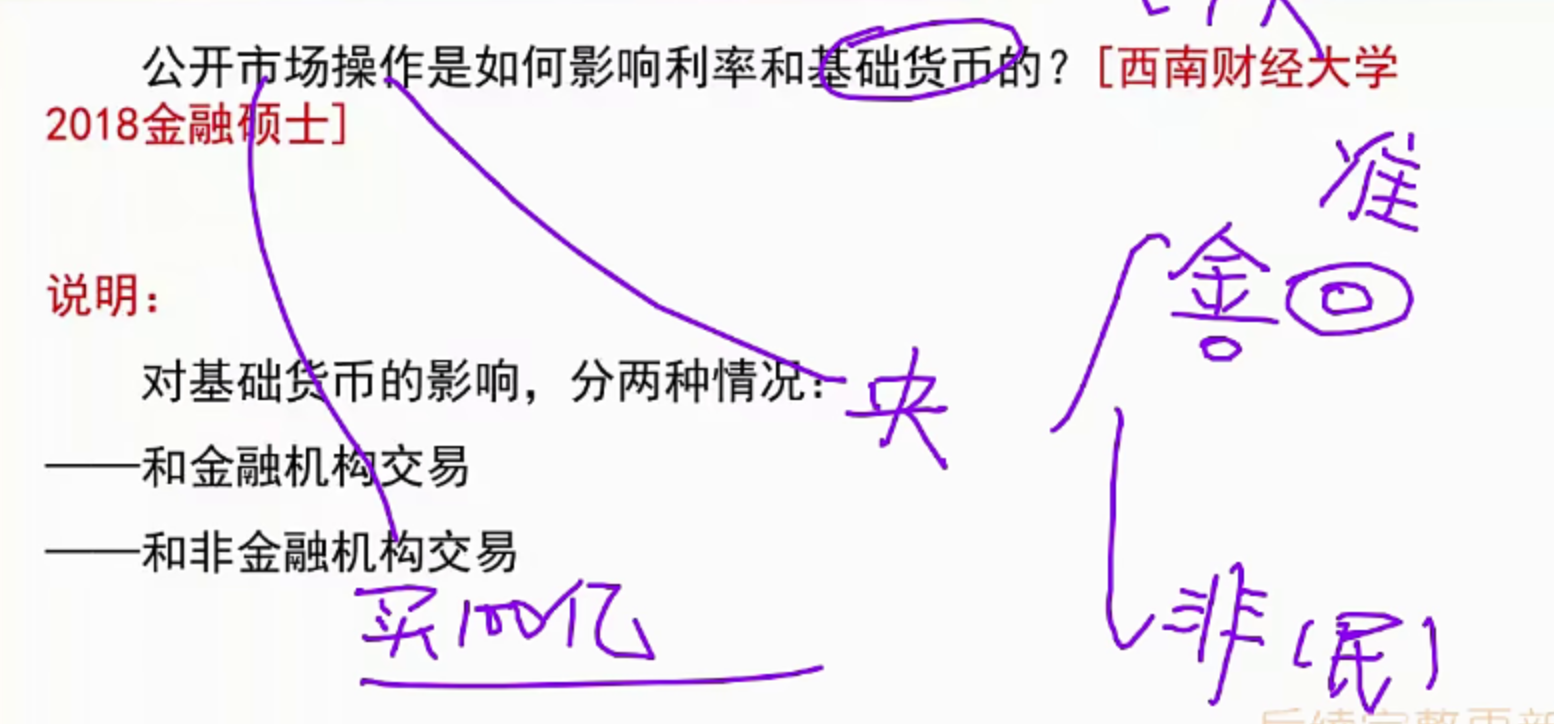 公开市场操作是如何影响利率和基础货币的？[西南财经大学
2018金融硕士]
准
金
说明：
对基础货币的影响，分两种情况：
央
——和金融机构交易
——和非金融机构交易
买100亿
非（民）